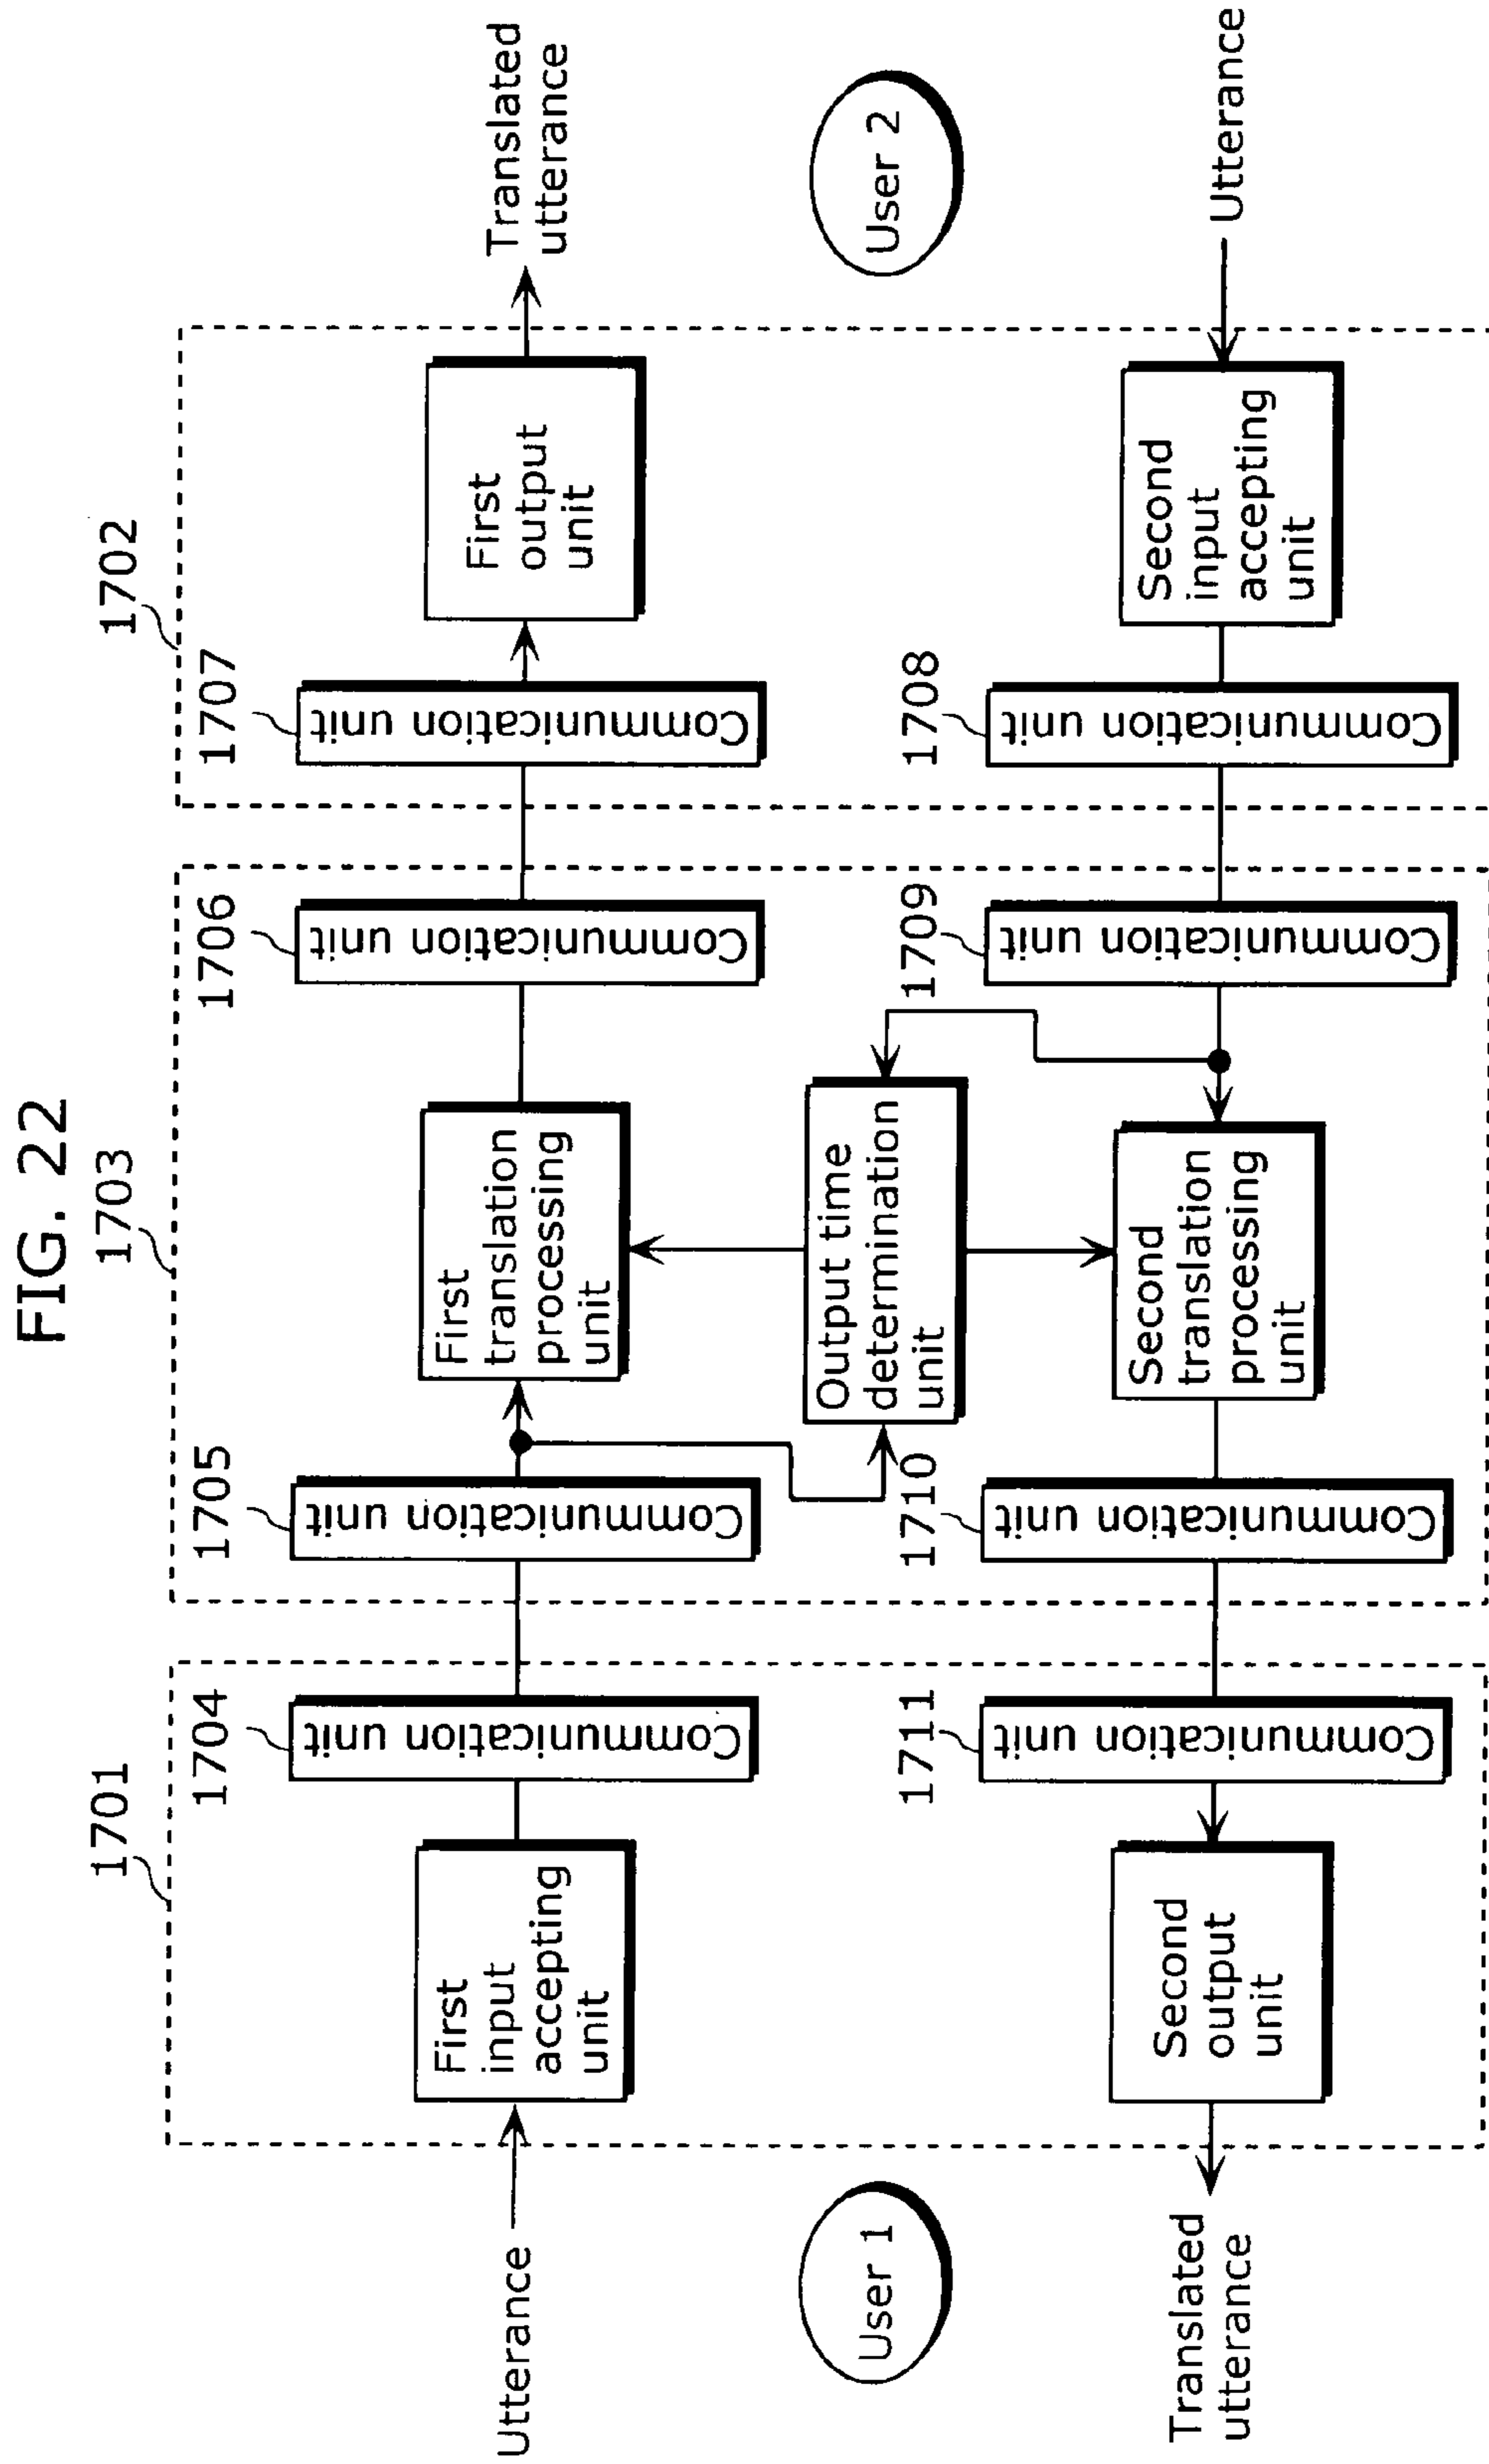 FIG. 22
1701
1703
1702
1704
1705
1706
1707
Utterance
First
input
accepting
unit
Communication unit
Communication unit
First
translation
processing
unit
Communication unit
Communication unit
First
output
unit
Translated
utterance
User 1
Output time
determination
unit
User 2
1711
1710
1709
1708
Translated
utterance
Second
output
unit
Communication unit
Communication unit
Second
translation
processing
unit
Communication unit
Communication unit
Second
input
accepting
unit
Utterance